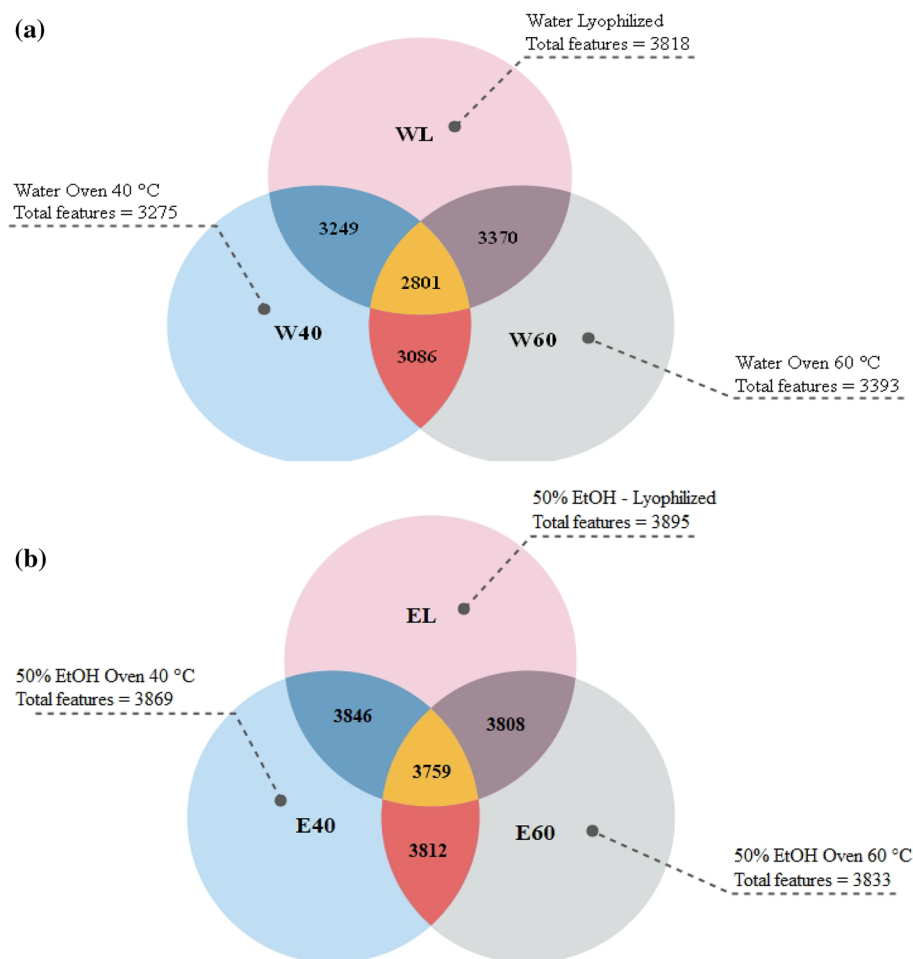 (a)
Water Lyophilized
Total features = 3818
WL
Water Oven 40 °C
Total features = 3275
3249
3370
2801
W40
W60
3086
Water Oven 60 °C
Total features = 3393
50% EtOH - Lyophilized
Total features = 3895
(b)
EL
50% EtOH Oven 40 °C
Total features = 3869
3846
3808
3759
E40
E60
3812
50% EtOH Oven 60 °C
Total features = 3833